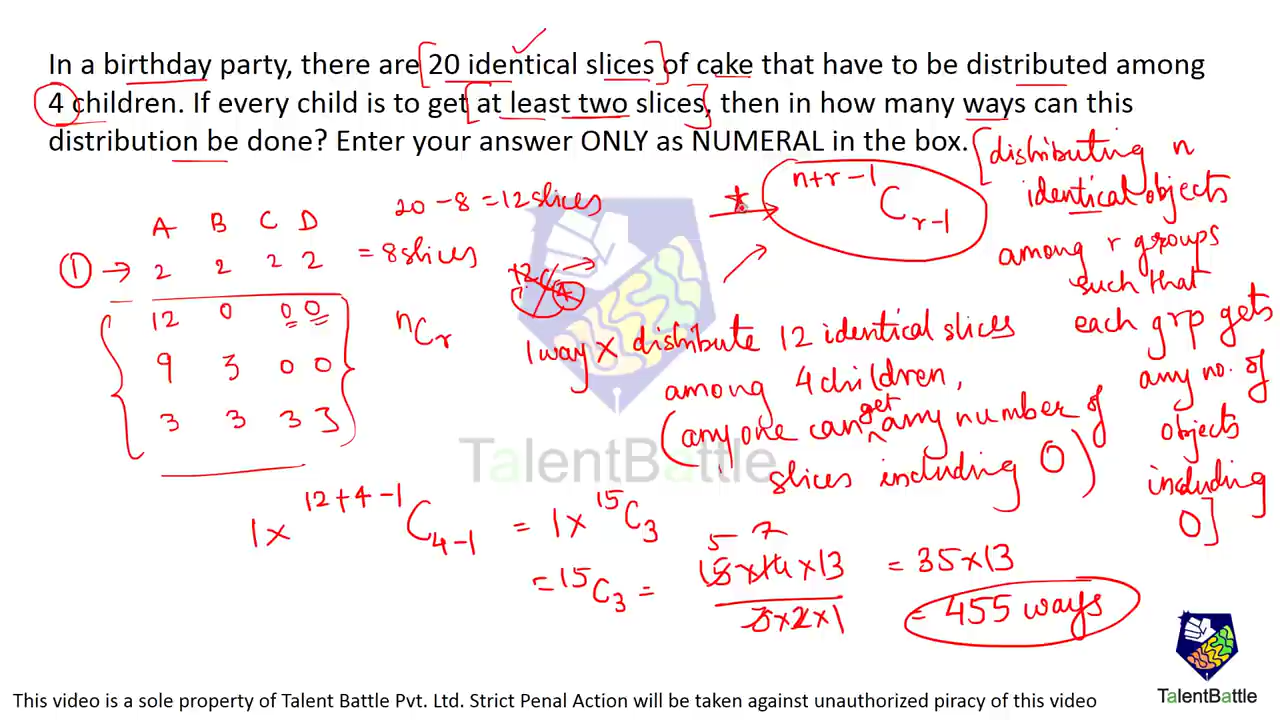 In a birthday party, there are [20 identical slices] of cake that have to be distributed among
4 children. If every child is to get [at least two slices], then in how many ways can this
distribution be done? Enter your answer ONLY as NUMERAL in the box.
[distributing n
identical objects
among r groups
such that
each grp gets
any no. of
objects
including
0]
n+r-1 C r-1
20 - 8 = 12 slices
A B C D
① → 2 2 2 2 = 8 slices
12 0 0 0
9 3 0 0
3 3 3 3
nCr
12C4
1 way × distribute 12 identical slices
among 4 children,
(any one can get any number of
slices including 0)
TalentBattle
1 × 12+4-1 C 4-1 = 1 × 15C3
= 15C3 = 15×14×13 / 3×2×1 = 35×13
5 7
= 455 ways
TalentBattle
This video is a sole property of Talent Battle Pvt. Ltd. Strict Penal Action will be taken against unauthorized piracy of this video